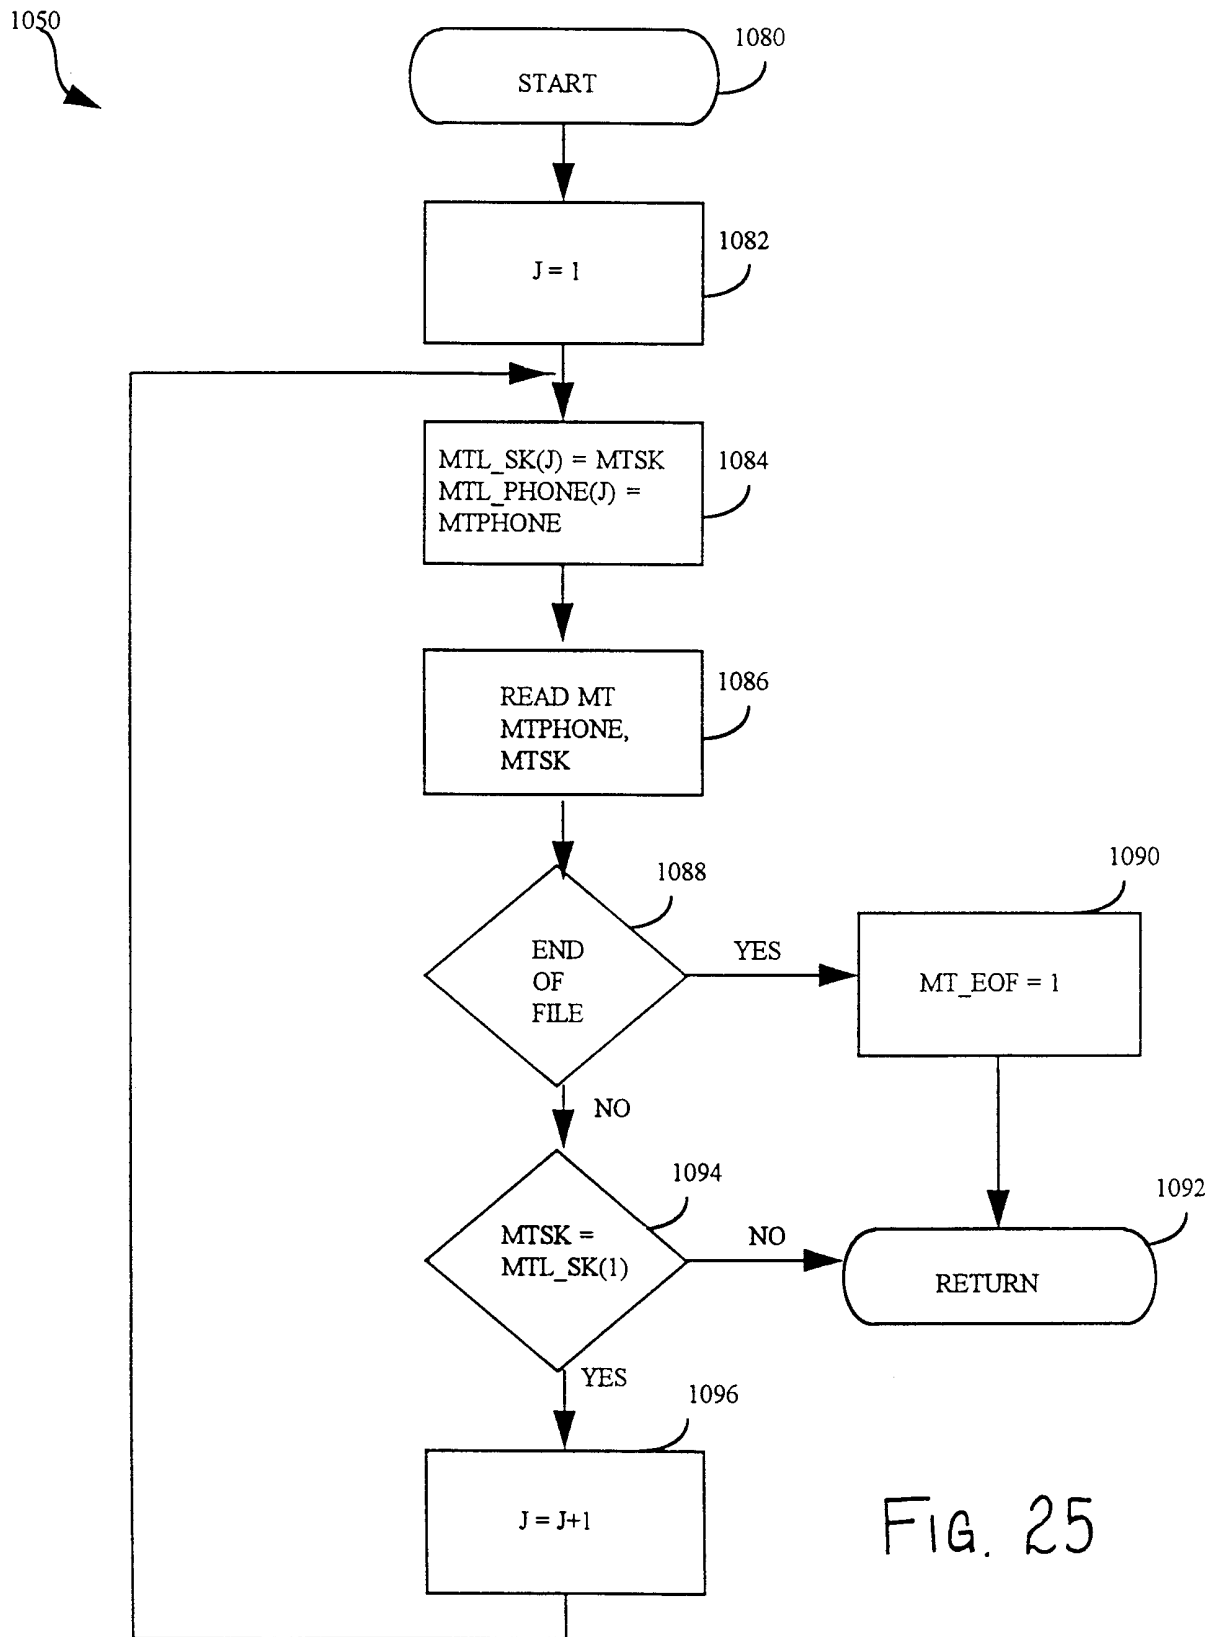 1050
START
1080
J = 1
1082
MTL_SK(J) = MTSK
MTL_PHONE(J) =
MTPHONE
1084
READ MT
MTPHONE,
MTSK
1086
END
OF
FILE
1088
YES
MT_EOF = 1
1090
NO
MTSK =
MTL_SK(1)
1094
NO
RETURN
1092
YES
J = J+1
1096
FIG. 25